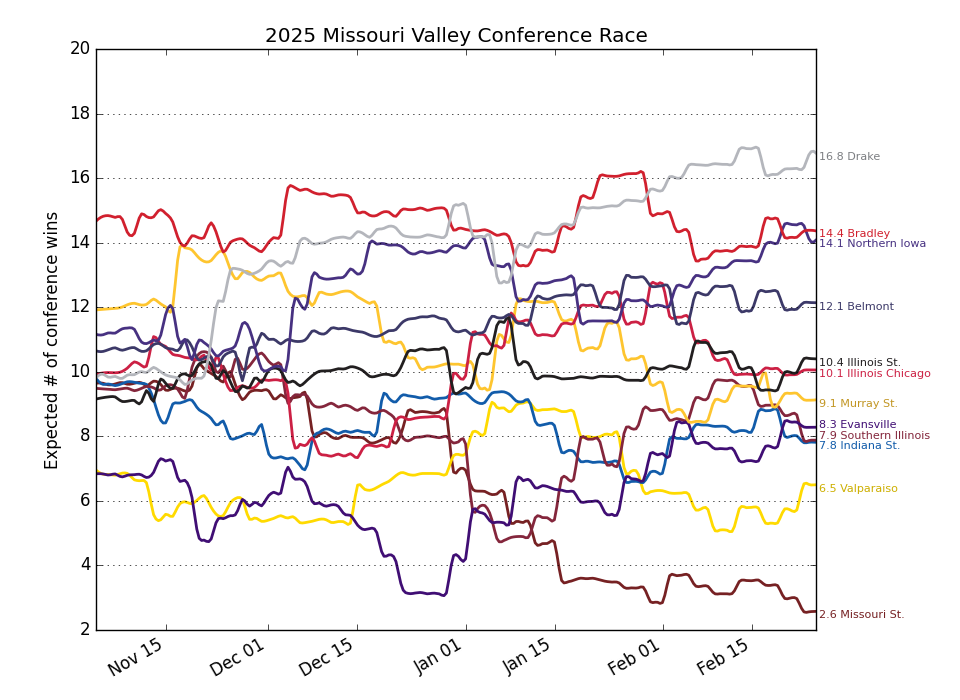 2025 Missouri Valley Conference Race
Expected # of conference wins
20
18
16
14
12
10
8
6
4
2
Nov 15
Dec 01
Dec 15
Jan 01
Jan 15
Feb 01
Feb 15
16.8 Drake
14.4 Bradley
14.1 Northern Iowa
12.1 Belmont
10.4 Illinois St.
10.1 Illinois Chicago
9.1 Murray St.
8.3 Evansville
7.9 Southern Illinois
7.8 Indiana St.
6.5 Valparaiso
2.6 Missouri St.